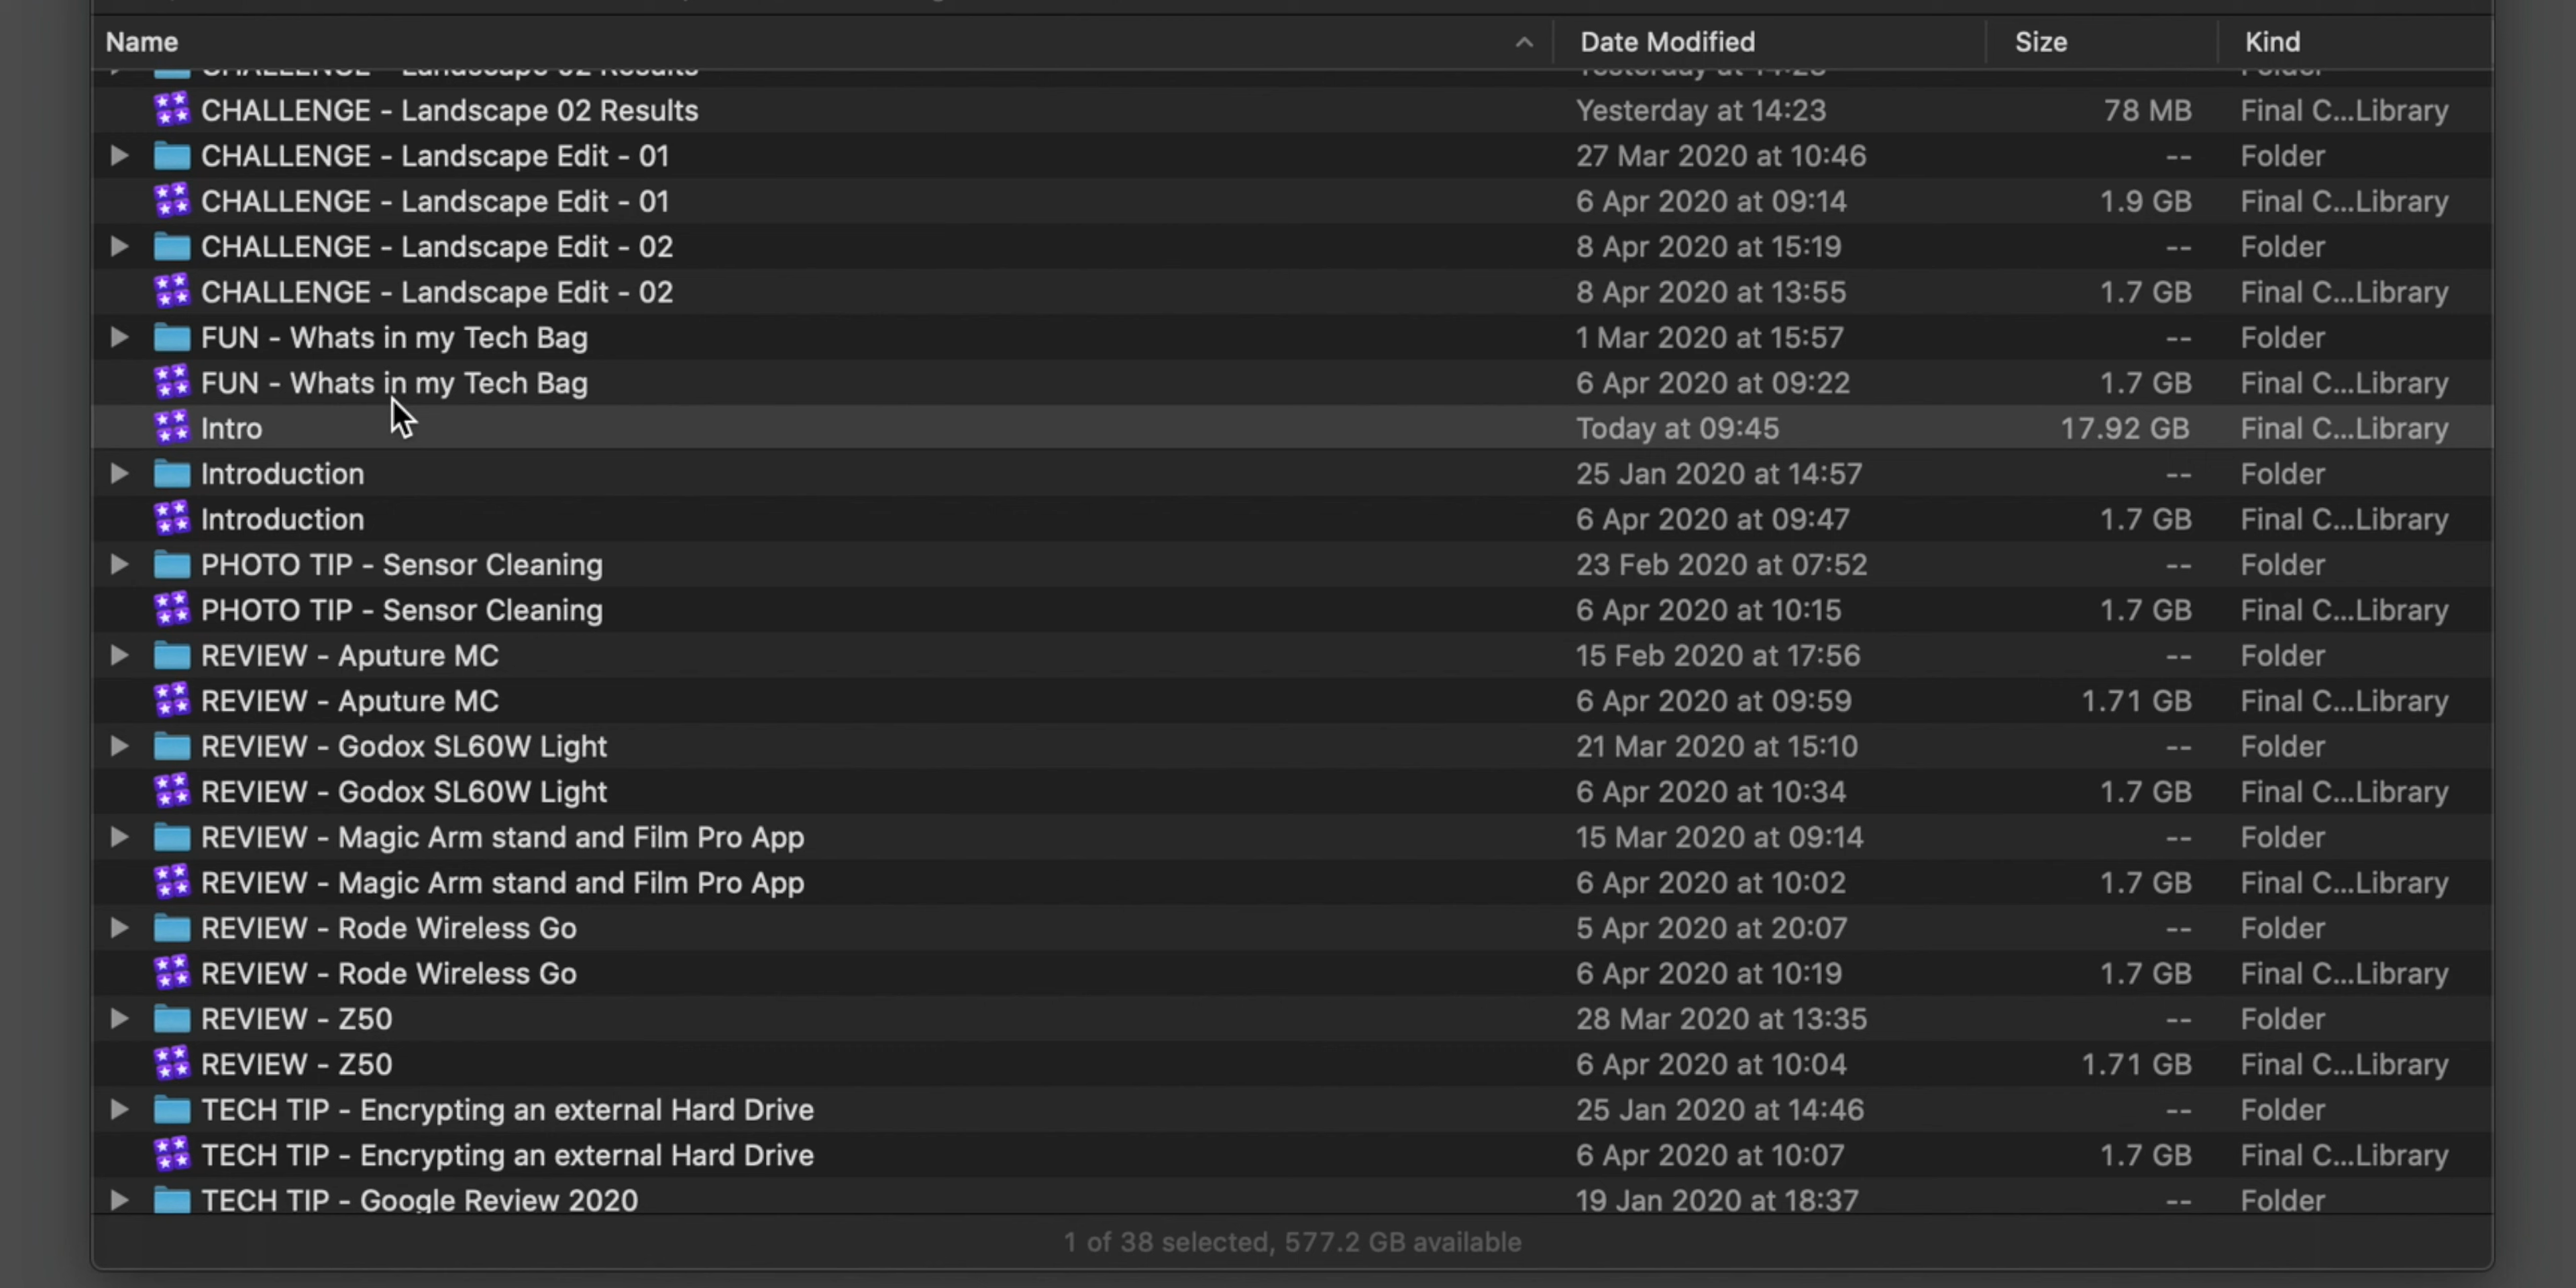 Name Date Modified Size Kind
CHALLENGE - Landscape 02 Results Yesterday at 14:23 Folder
CHALLENGE - Landscape 02 Results Yesterday at 14:23 78 MB Final C...Library
CHALLENGE - Landscape Edit - 01 27 Mar 2020 at 10:46 -- Folder
CHALLENGE - Landscape Edit - 01 6 Apr 2020 at 09:14 1.9 GB Final C...Library
CHALLENGE - Landscape Edit - 02 8 Apr 2020 at 15:19 -- Folder
CHALLENGE - Landscape Edit - 02 8 Apr 2020 at 13:55 1.7 GB Final C...Library
FUN - Whats in my Tech Bag 1 Mar 2020 at 15:57 -- Folder
FUN - Whats in my Tech Bag 6 Apr 2020 at 09:22 1.7 GB Final C...Library
Intro Today at 09:45 17.92 GB Final C...Library
Introduction 25 Jan 2020 at 14:57 -- Folder
Introduction 6 Apr 2020 at 09:47 1.7 GB Final C...Library
PHOTO TIP - Sensor Cleaning 23 Feb 2020 at 07:52 -- Folder
PHOTO TIP - Sensor Cleaning 6 Apr 2020 at 10:15 1.7 GB Final C...Library
REVIEW - Aputure MC 15 Feb 2020 at 17:56 -- Folder
REVIEW - Aputure MC 6 Apr 2020 at 09:59 1.71 GB Final C...Library
REVIEW - Godox SL60W Light 21 Mar 2020 at 15:10 -- Folder
REVIEW - Godox SL60W Light 6 Apr 2020 at 10:34 1.7 GB Final C...Library
REVIEW - Magic Arm stand and Film Pro App 15 Mar 2020 at 09:14 -- Folder
REVIEW - Magic Arm stand and Film Pro App 6 Apr 2020 at 10:02 1.7 GB Final C...Library
REVIEW - Rode Wireless Go 5 Apr 2020 at 20:07 -- Folder
REVIEW - Rode Wireless Go 6 Apr 2020 at 10:19 1.7 GB Final C...Library
REVIEW - Z50 28 Mar 2020 at 13:35 -- Folder
REVIEW - Z50 6 Apr 2020 at 10:04 1.71 GB Final C...Library
TECH TIP - Encrypting an external Hard Drive 25 Jan 2020 at 14:46 -- Folder
TECH TIP - Encrypting an external Hard Drive 6 Apr 2020 at 10:07 1.7 GB Final C...Library
TECH TIP - Google Review 2020 19 Jan 2020 at 18:37 -- Folder
1 of 38 selected, 577.2 GB available